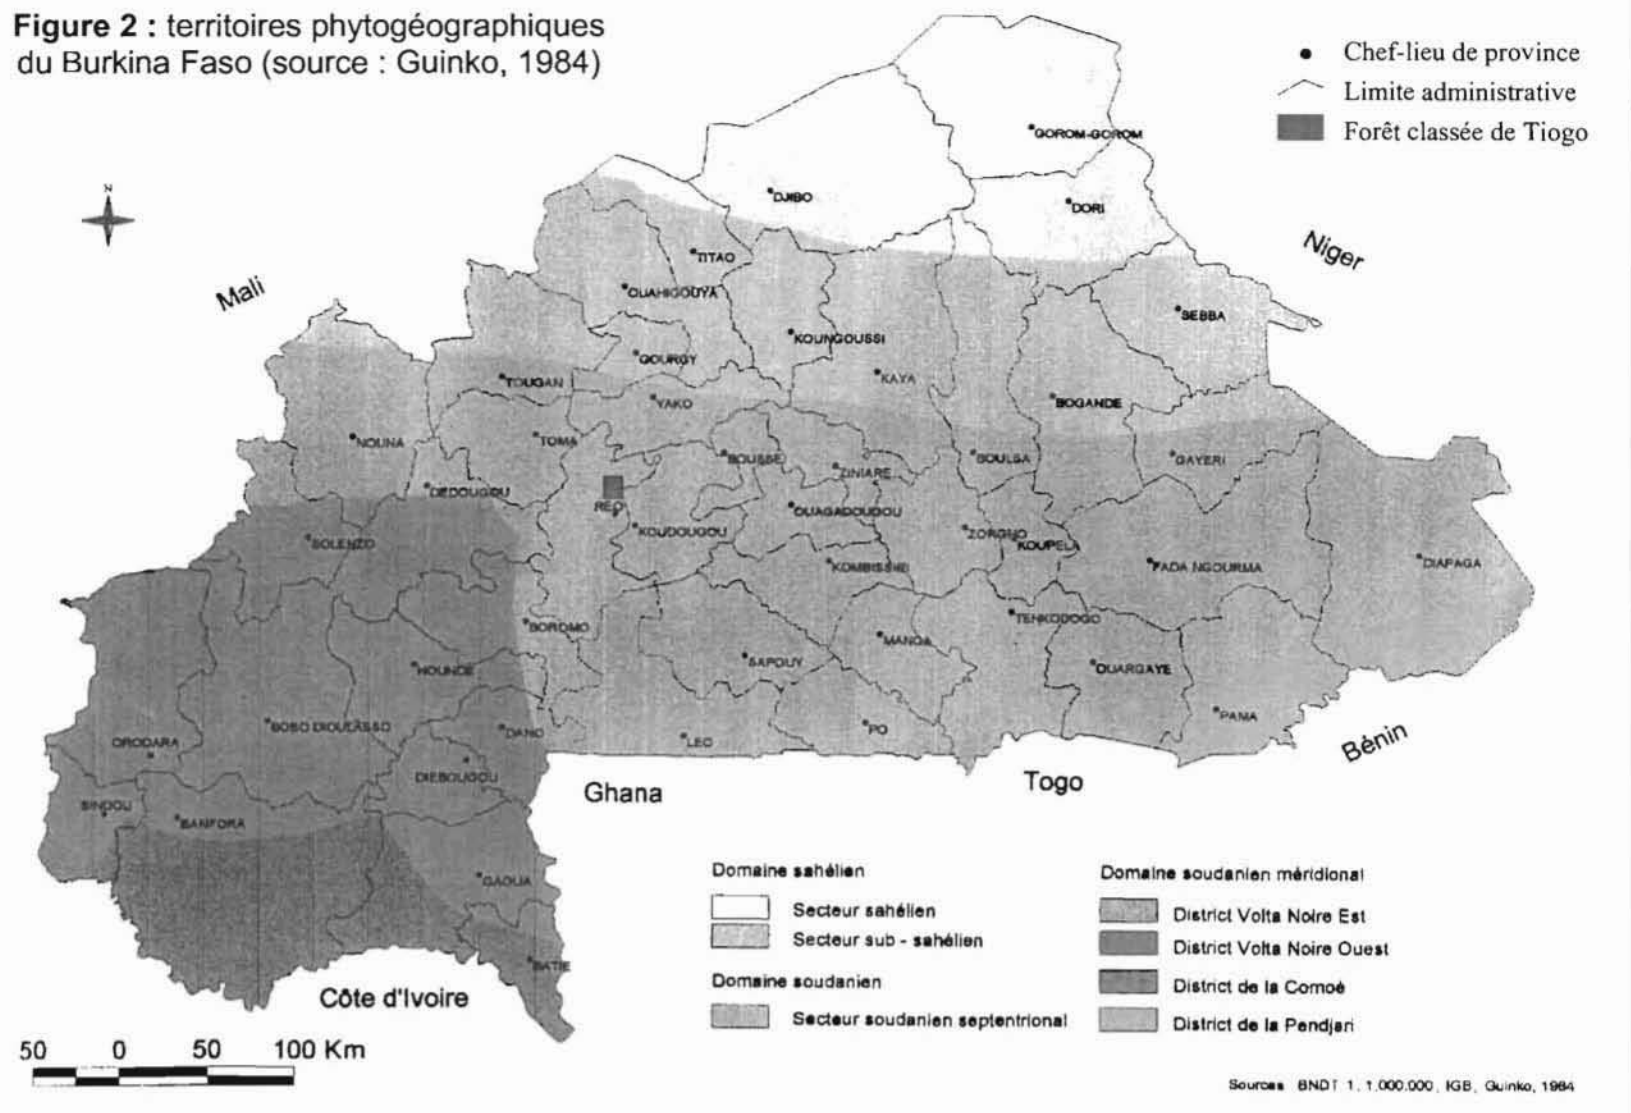 Figure 2 : territoires phytogéographiques
du Burkina Faso (source : Guinko, 1984)
Chef-lieu de province
Limite administrative
Forêt classée de Tiogo
N
GOROM-GOROM
DJIBO
DORI
Niger
TITAO
Mali
OUAHIGOUYA
SEBBA
KOUNGOUSSI
GOURGY
TOUGAN
KAYA
YAKO
BOGANDE
NOUNA
TOMA
BOUSSE
ZINIARE
BOULSA
GAYERI
DEDOUGOU
REO
OUAGADOUGOU
KOUDOUGOU
ZORGHO
SOLENZO
KOUPELA
KOMBISSIRI
FADA NGOURMA
DIAPAGA
BOROMO
TENKODOGO
MANGA
HOUNDE
SAPOUY
OUARGAYE
PAMA
BOBO DIOULASSO
DANO
PO
ORODARA
LEO
Bénin
DIEBOUGOU
Ghana
Togo
SINDOU
BANFORA
GAOUA
BATIE
Côte d'Ivoire
Domaine sahélien
Secteur sahélien
Secteur sub - sahélien
Domaine soudanien
Secteur soudanien septentrional
Domaine soudanien méridional
District Volta Noire Est
District Volta Noire Ouest
District de la Comoé
District de la Pendjari
50 0 50 100 Km
Sources BNDT 1, 1.000.000, IGB, Guinko, 1984